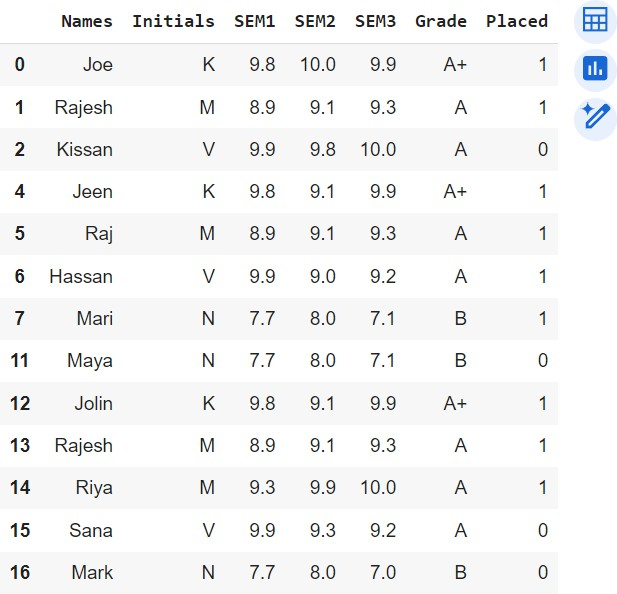 Names Initials SEM1 SEM2 SEM3 Grade Placed
0 Joe K 9.8 10.0 9.9 A+ 1
1 Rajesh M 8.9 9.1 9.3 A 1
2 Kissan V 9.9 9.8 10.0 A 0
4 Jeen K 9.8 9.1 9.9 A+ 1
5 Raj M 8.9 9.1 9.3 A 1
6 Hassan V 9.9 9.0 9.2 A 1
7 Mari N 7.7 8.0 7.1 B 1
11 Maya N 7.7 8.0 7.1 B 0
12 Jolin K 9.8 9.1 9.9 A+ 1
13 Rajesh M 8.9 9.1 9.3 A 1
14 Riya M 9.3 9.9 10.0 A 1
15 Sana V 9.9 9.3 9.2 A 0
16 Mark N 7.7 8.0 7.0 B 0